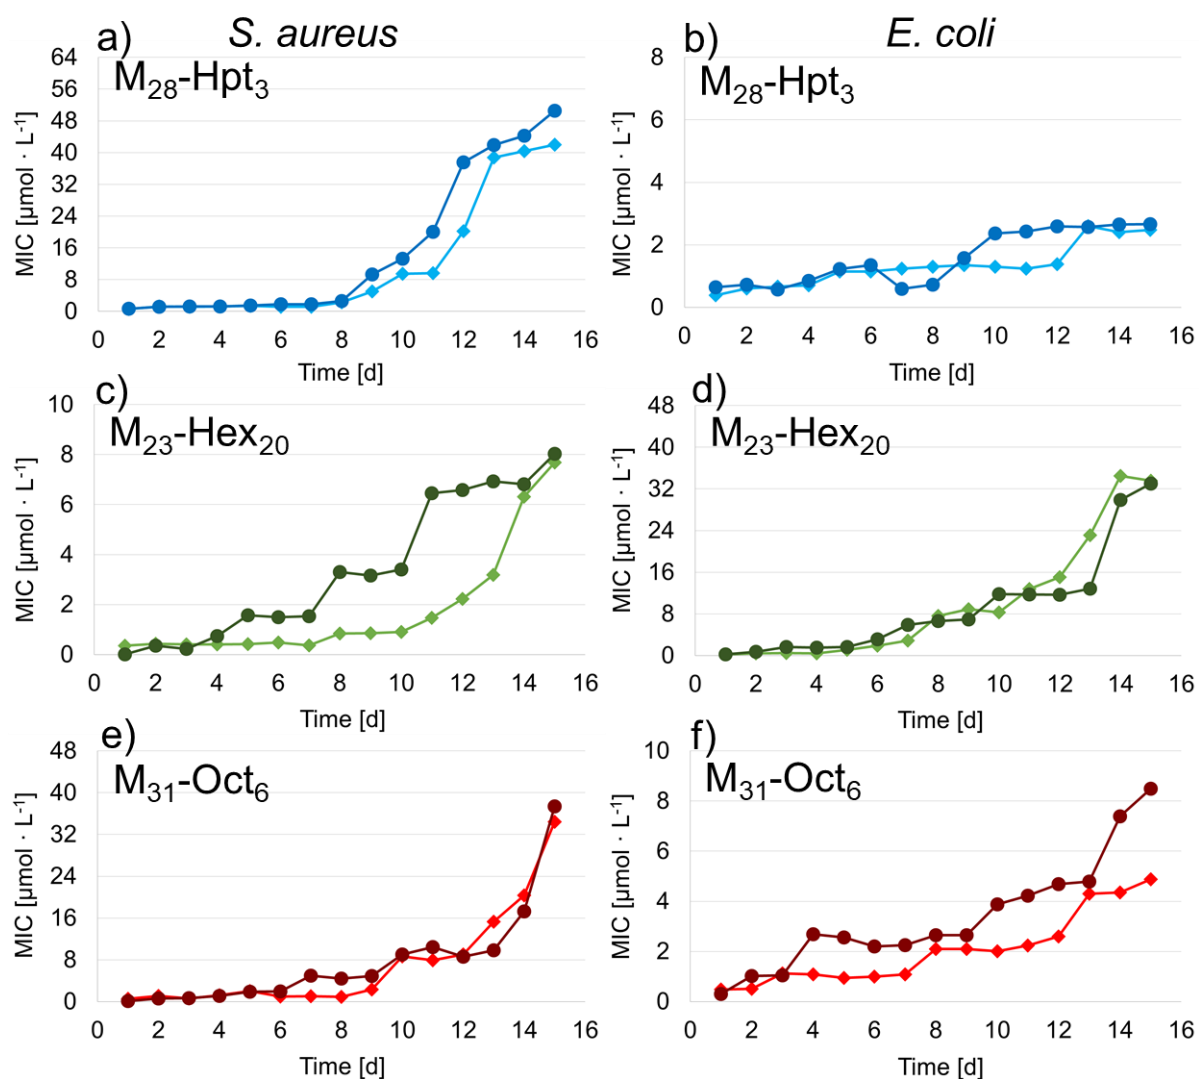 a) S. aureus
M₂₈-Hpt₃
MIC [µmol · L⁻¹]
64
56
48
40
32
24
16
8
0
0 2 4 6 8 10 12 14 16
Time [d]
b) E. coli
M₂₈-Hpt₃
MIC [µmol · L⁻¹]
8
6
4
2
0
0 2 4 6 8 10 12 14 16
Time [d]
c)
M₂₃-Hex₂₀
MIC [µmol · L⁻¹]
10
8
6
4
2
0
0 2 4 6 8 10 12 14 16
Time [d]
d)
M₂₃-Hex₂₀
MIC [µmol · L⁻¹]
48
40
32
24
16
8
0
0 2 4 6 8 10 12 14 16
Time [d]
e)
M₃₁-Oct₆
MIC [µmol · L⁻¹]
48
40
32
24
16
8
0
0 2 4 6 8 10 12 14 16
Time [d]
f)
M₃₁-Oct₆
MIC [µmol · L⁻¹]
10
8
6
4
2
0
0 2 4 6 8 10 12 14 16
Time [d]